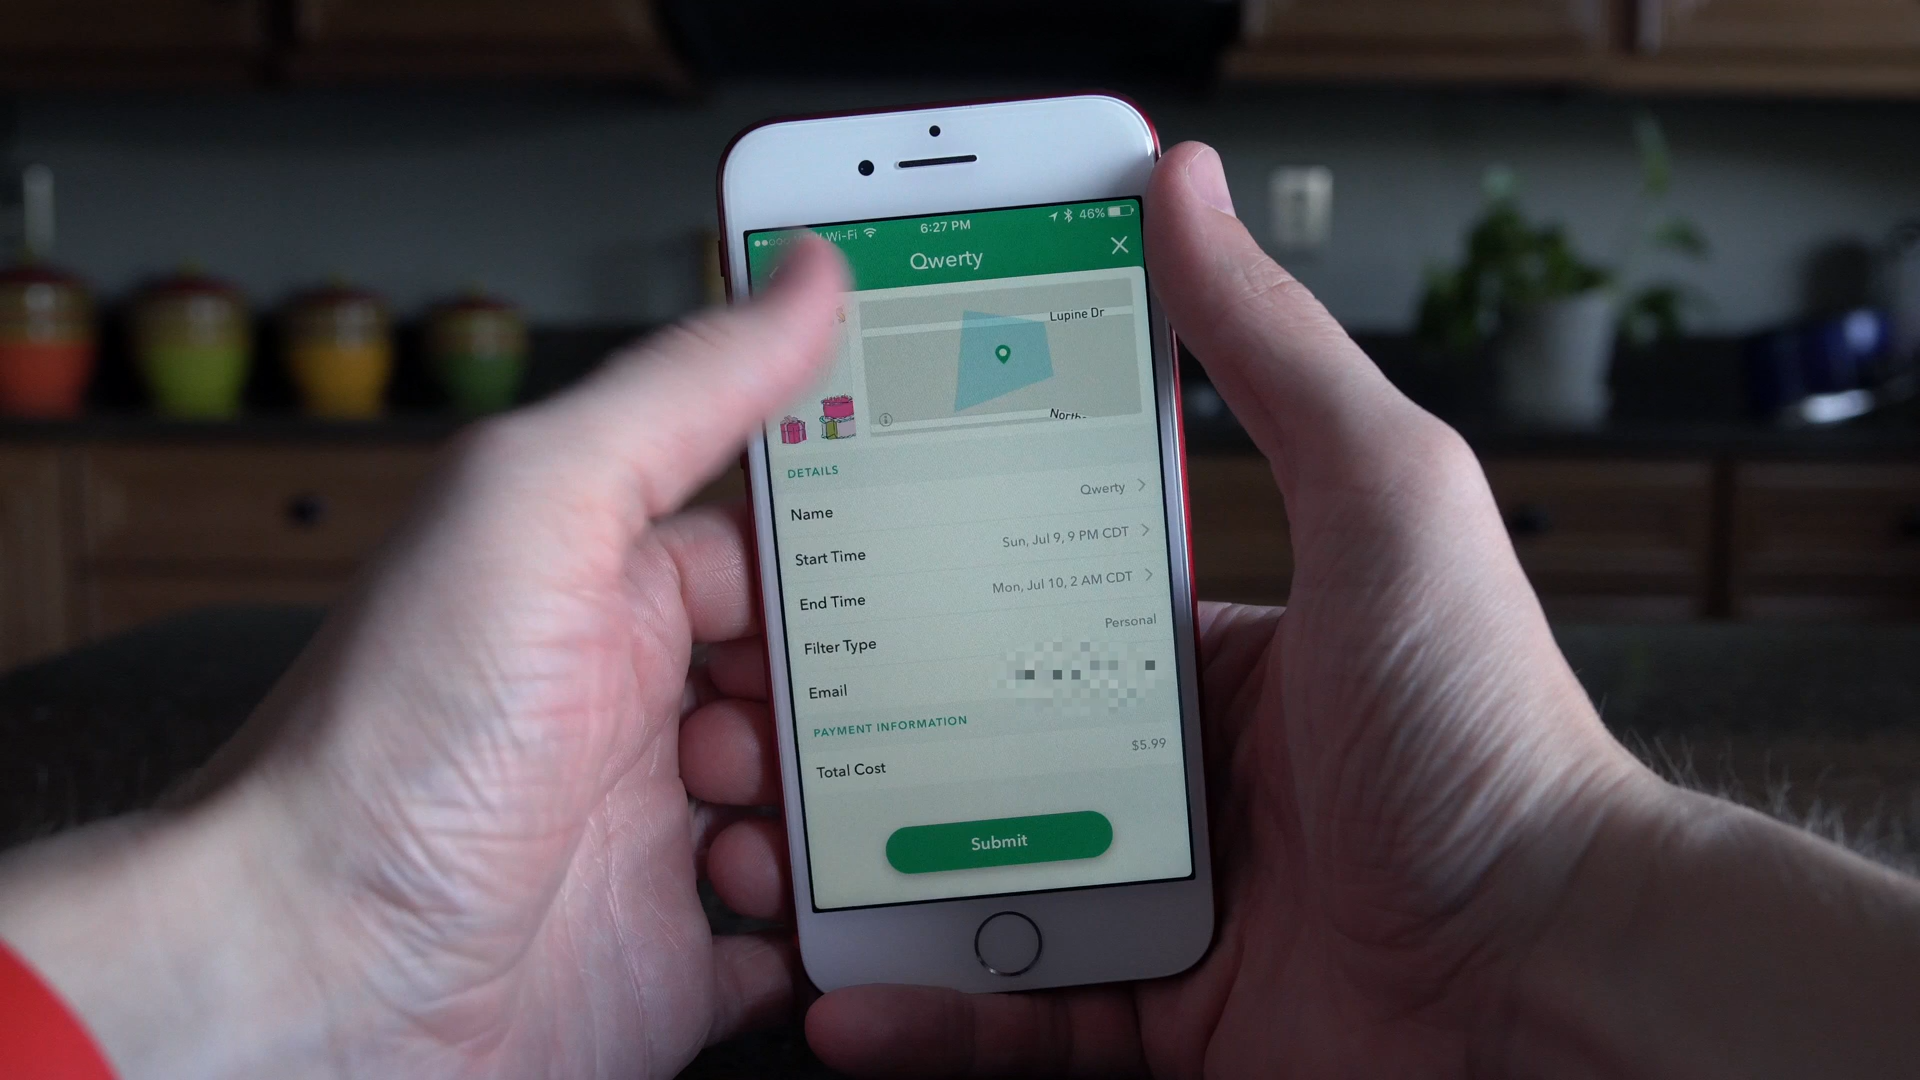 Wi-Fi 6:27 PM 46%
Qwerty
Lupine Dr
North
DETAILS
Name Qwerty
Start Time Sun, Jul 9, 9 PM CDT
End Time Mon, Jul 10, 2 AM CDT
Filter Type Personal
Email
PAYMENT INFORMATION
Total Cost $5.99
Submit